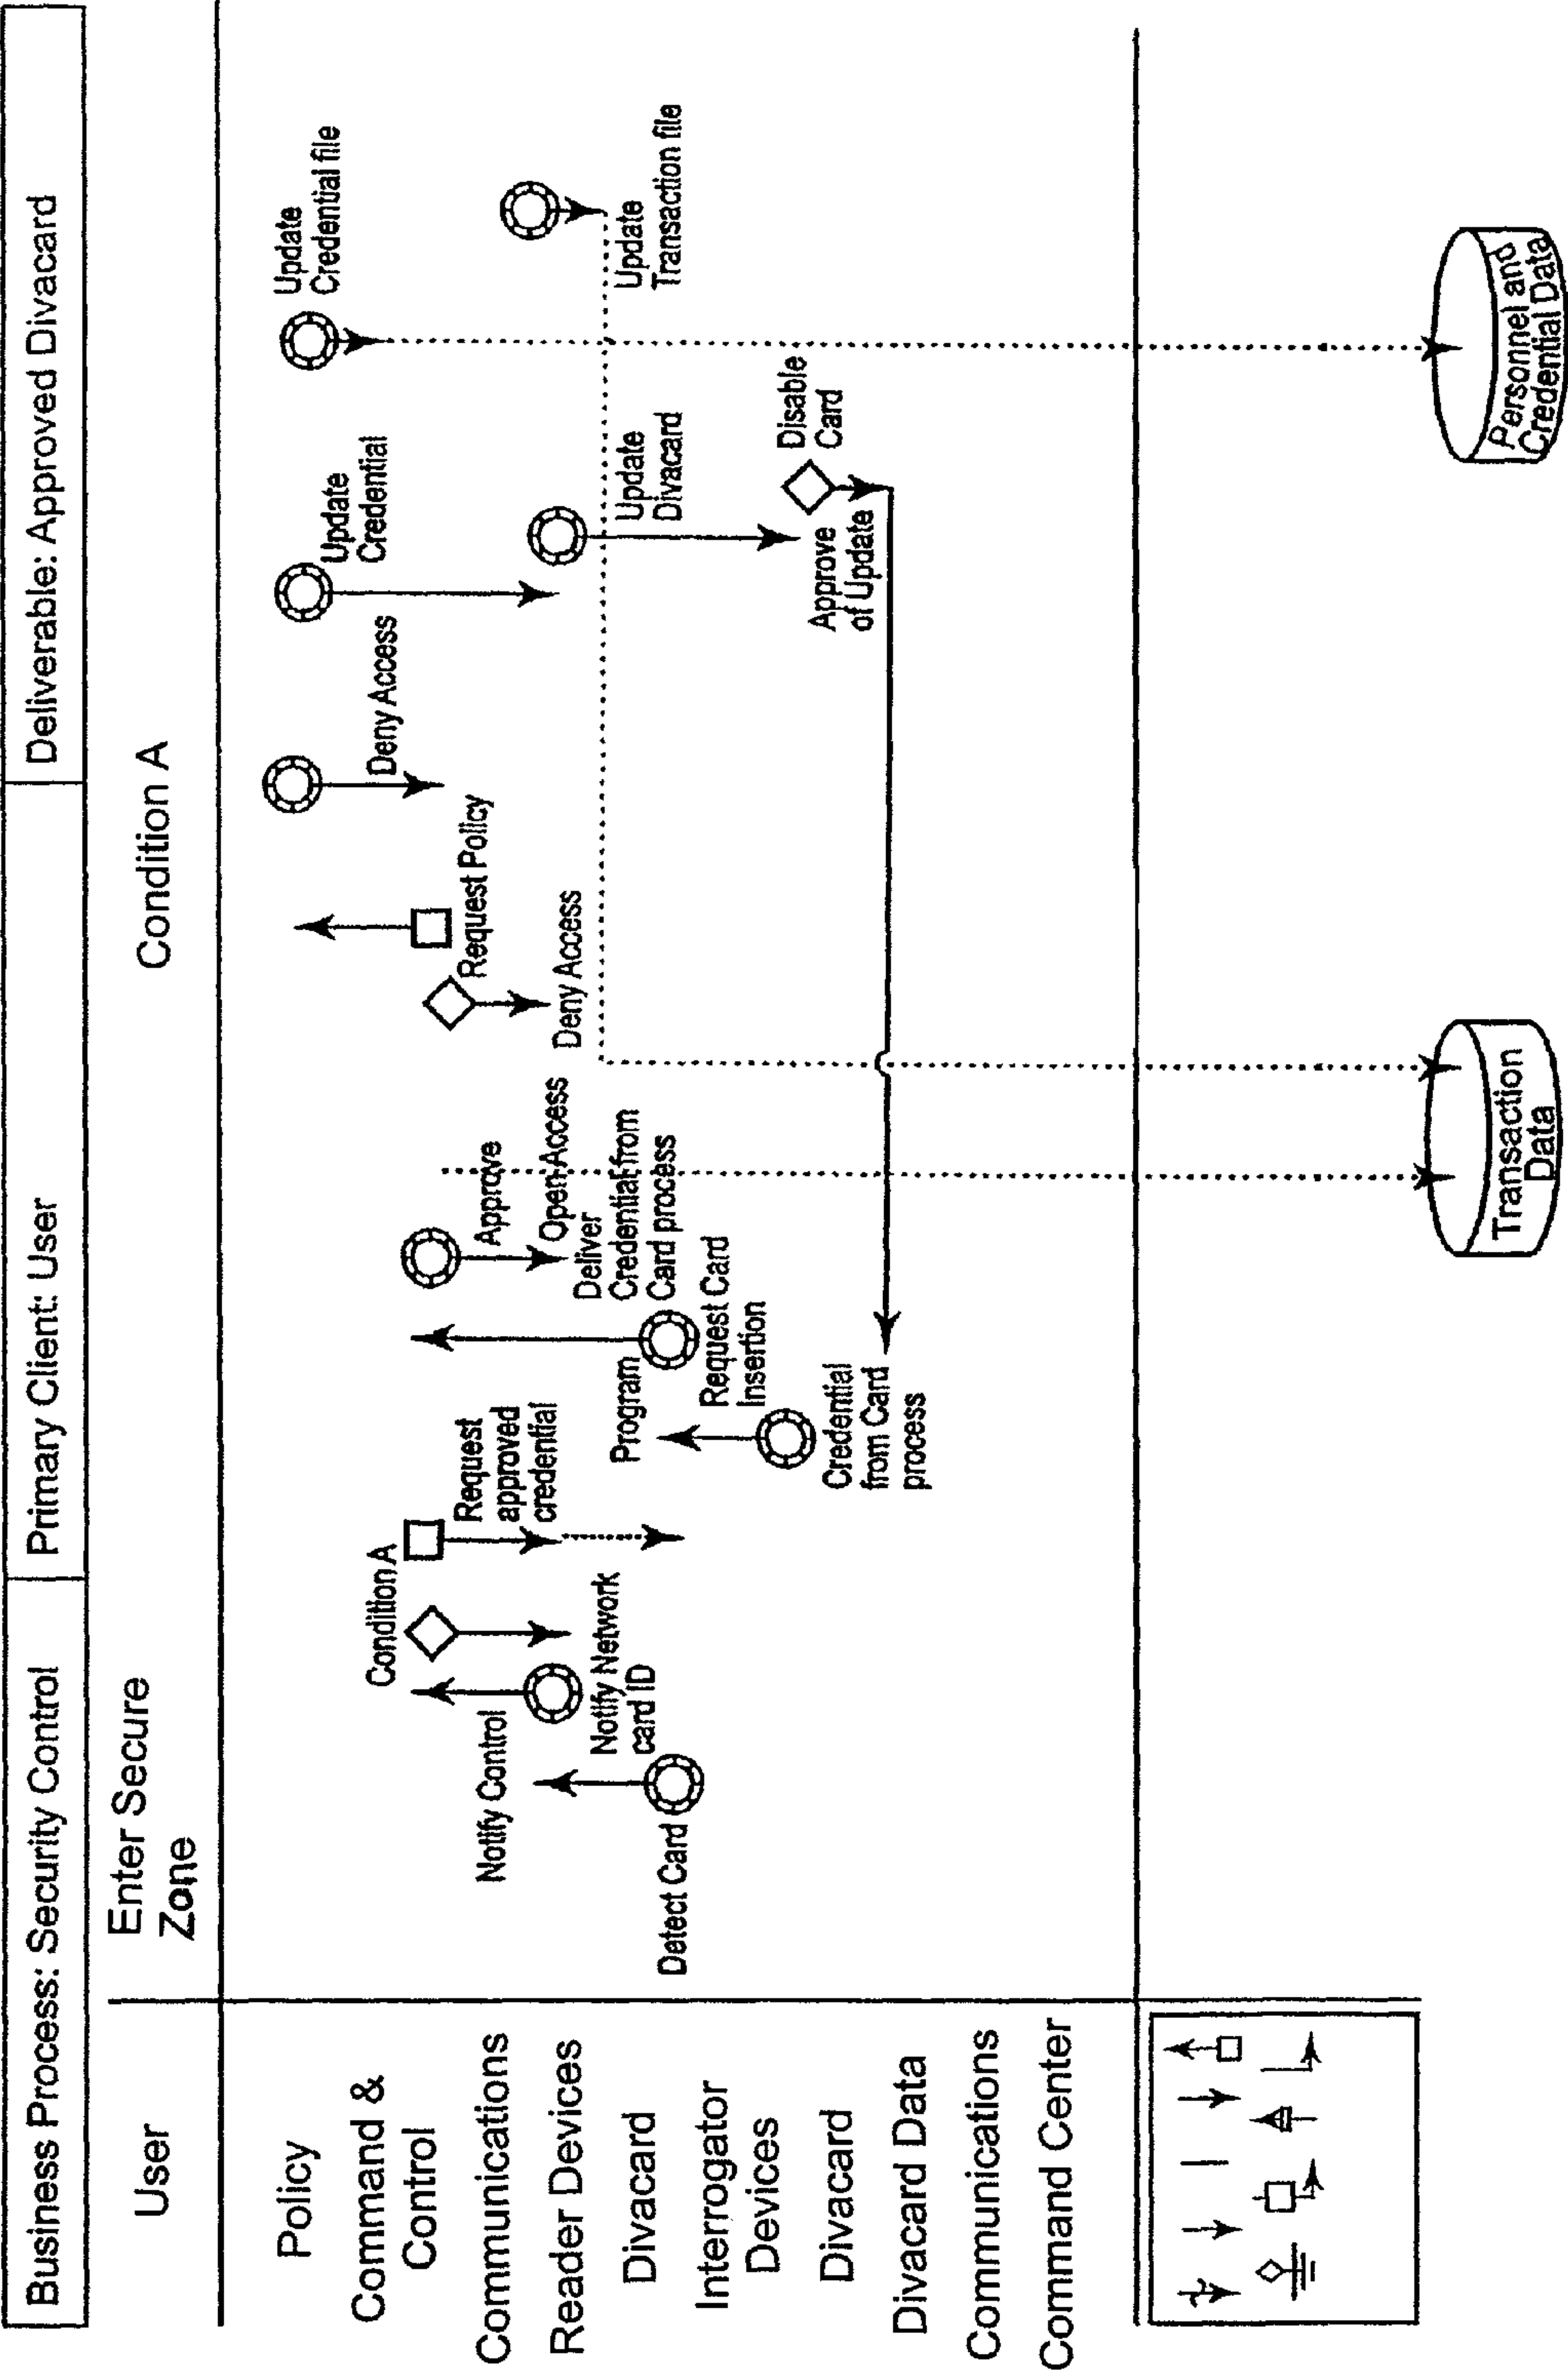 Business Process: Security Control
Primary Client: User
Deliverable: Approved Divacard
User
Enter Secure
Zone
Condition A
Policy
Command &
Control
Communications
Reader Devices
Divacard
Interrogator
Devices
Divacard
Divacard Data
Communications
Command Center
Detect Card
Notify Control
Notify Network
card ID
Condition A
Request
approved
credential
Program
Credential
from Card
process
Request Card
Insertion
Deliver
Credential from
Card process
Approve
Open Access
Deny Access
Request Policy
Deny Access
Update
Credential
Update
Divacard
Approve
of Update
Disable
Card
Update
Credential file
Update
Transaction file
Transaction
Data
Personnel and
Credential Data